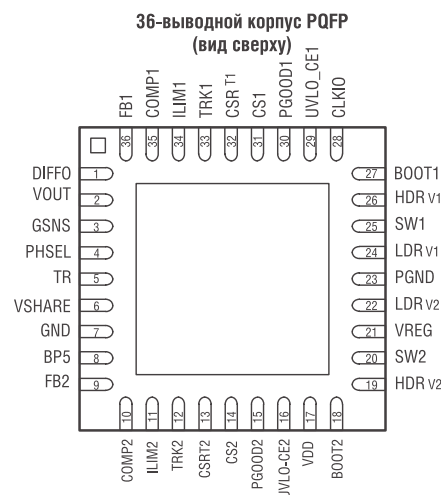 36-выводной корпус PQFP
(вид сверху)
FB1
COMP1
ILIM1
TRK1
CSR T1
CS1
PGOOD1
UVLO_CE1
CLKIO
36
35
34
33
32
31
30
29
28
DIFFO 1
VOUT 2
GSNS 3
PHSEL 4
TR 5
VSHARE 6
GND 7
BP5 8
FB2 9
27 BOOT1
26 HDR V1
25 SW1
24 LDR V1
23 PGND
22 LDR V2
21 VREG
20 SW2
19 HDR V2
10
11
12
13
14
15
16
17
18
COMP2
ILIM2
TRK2
CSRT2
CS2
PGOOD2
JVLO-CE2
VDD
BOOT2